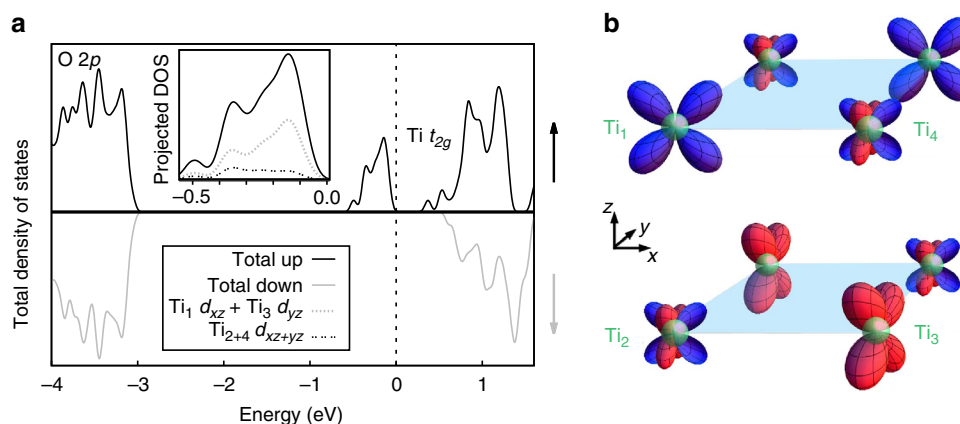 a
b
O 2p
Projected DOS
−0.5
0.0
Ti t2g
Total density of states
Total up
Total down
Ti1 dxz + Ti3 dyz
Ti2+4 dxz+yz
−4
−3
−2
−1
0
1
Energy (eV)
Ti1
Ti4
z
y
x
Ti2
Ti3